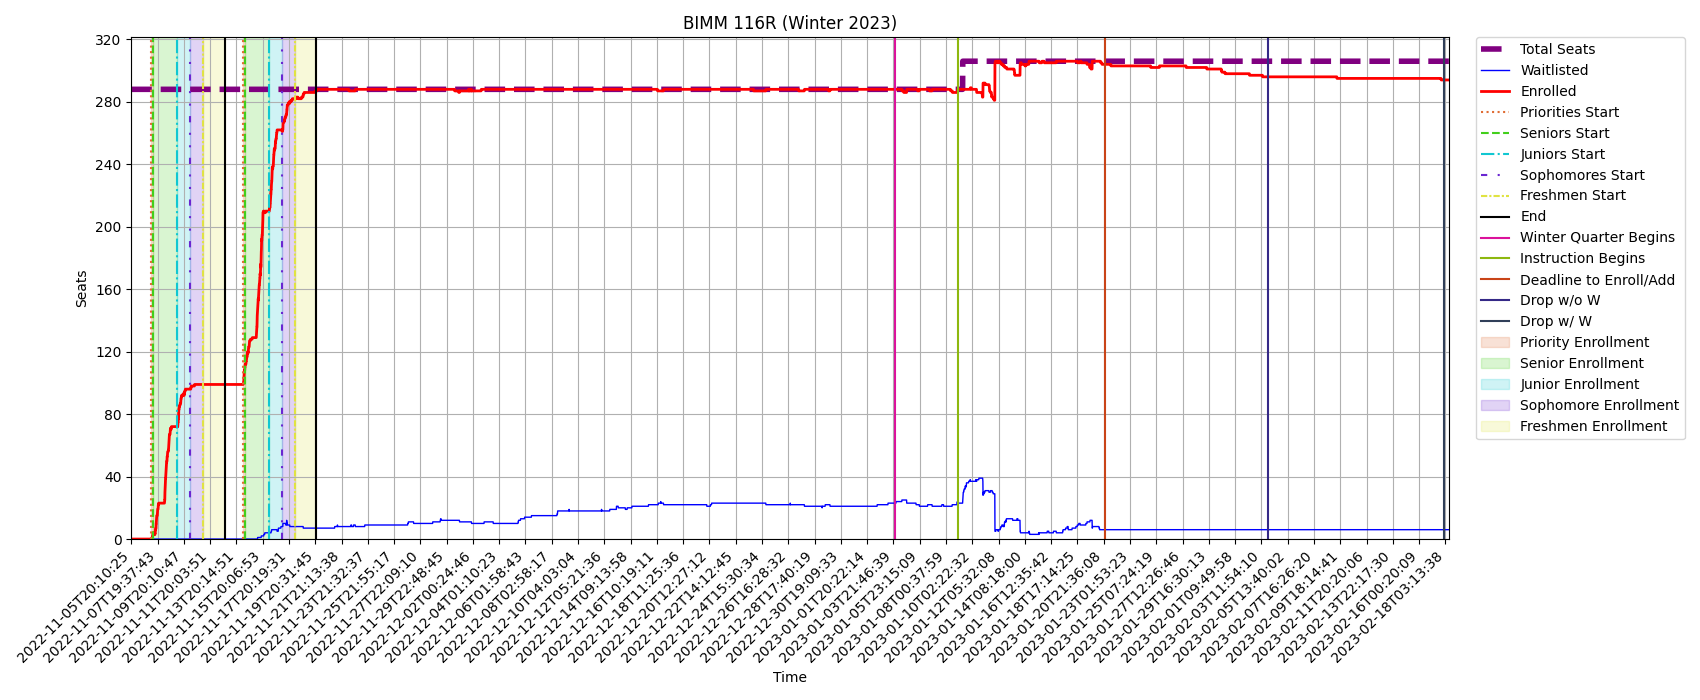 BIMM 116R (Winter 2023)
320
280
240
200
160
120
80
40
0
Seats
2022-11-05T20:10:25
2022-11-07T19:37:43
2022-11-09T20:10:47
2022-11-11T20:03:51
2022-11-13T20:14:51
2022-11-15T20:06:53
2022-11-17T20:19:31
2022-11-19T20:31:45
2022-11-21T21:13:38
2022-11-23T21:32:37
2022-11-25T21:55:17
2022-11-27T22:09:10
2022-11-29T22:48:45
2022-12-02T00:24:46
2022-12-04T01:10:23
2022-12-06T01:58:43
2022-12-08T02:58:17
2022-12-10T04:03:04
2022-12-12T05:21:36
2022-12-14T09:13:58
2022-12-16T10:19:11
2022-12-18T11:25:36
2022-12-20T12:27:12
2022-12-22T14:12:45
2022-12-24T15:30:34
2022-12-26T16:28:32
2022-12-28T17:40:19
2022-12-30T19:09:33
2023-01-01T20:22:14
2023-01-03T21:46:39
2023-01-05T23:15:09
2023-01-08T00:37:59
2023-01-10T02:22:32
2023-01-12T05:32:08
2023-01-14T08:18:00
2023-01-16T12:35:42
2023-01-18T17:14:25
2023-01-20T21:36:08
2023-01-23T01:53:23
2023-01-25T07:24:19
2023-01-27T12:26:46
2023-01-29T16:30:13
2023-02-01T09:49:58
2023-02-03T11:54:10
2023-02-05T13:40:02
2023-02-07T16:26:20
2023-02-09T18:14:41
2023-02-11T20:20:06
2023-02-13T22:17:30
2023-02-16T00:20:09
2023-02-18T03:13:38
Time
Total Seats
Waitlisted
Enrolled
Priorities Start
Seniors Start
Juniors Start
Sophomores Start
Freshmen Start
End
Winter Quarter Begins
Instruction Begins
Deadline to Enroll/Add
Drop w/o W
Drop w/ W
Priority Enrollment
Senior Enrollment
Junior Enrollment
Sophomore Enrollment
Freshmen Enrollment